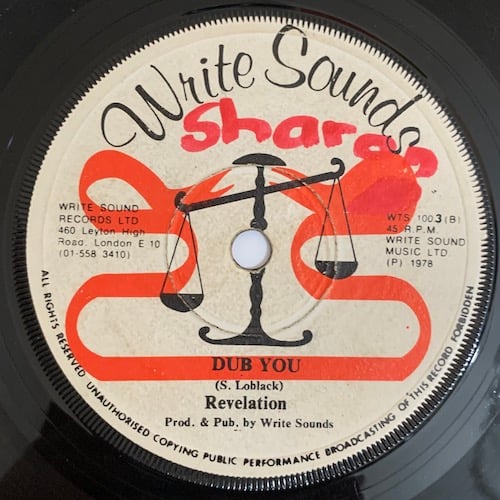 Write Sounds
WRITE SOUND
RECORDS LTD
460 Leyton High
Road. London E 10
(01-558 3410)
WTS 1003 (B)
45 R.P.M.
WRITE SOUND
MUSIC LTD
(P) 1978
DUB YOU
(S. Loblack)
Revelation
Prod. & Pub. by Write Sounds
ALL RIGHTS RESERVED UNAUTHORISED COPYING PUBLIC PERFORMANCE BROADCASTING OF THIS RECORD FORBIDDEN